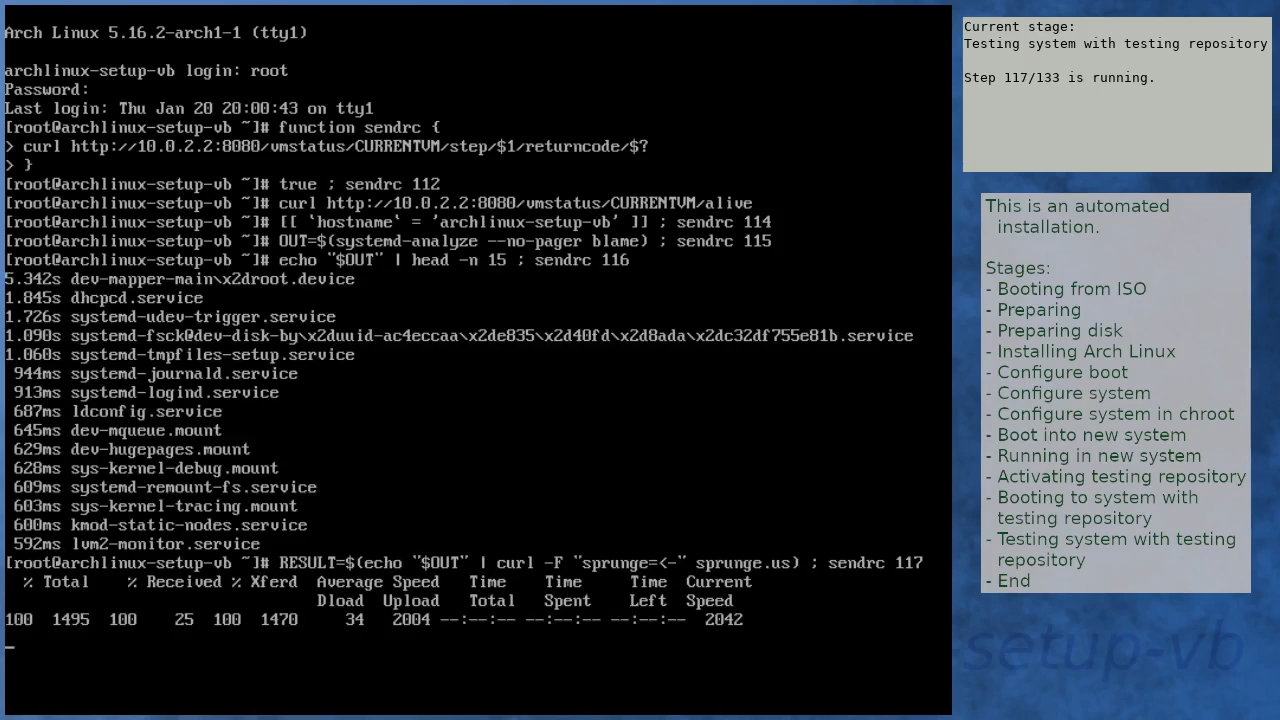 Arch Linux 5.16.2-arch1-1 (tty1)
archlinux-setup-vb login: root
Password:
Last login: Thu Jan 20 20:00:43 on tty1
[root@archlinux-setup-vb ~]# function sendrc {
> curl http://10.0.2.2:8080/vmstatus/CURRENTVM/step/$1/returncode/$?
> }
[root@archlinux-setup-vb ~]# true ; sendrc 112
[root@archlinux-setup-vb ~]# curl http://10.0.2.2:8080/vmstatus/CURRENTVM/alive
[root@archlinux-setup-vb ~]# [[ `hostname` = 'archlinux-setup-vb' ]] ; sendrc 114
[root@archlinux-setup-vb ~]# OUT=$(systemd-analyze --no-pager blame) ; sendrc 115
[root@archlinux-setup-vb ~]# echo "$OUT" | head -n 15 ; sendrc 116
5.342s dev-mapper-main\x2droot.device
1.845s dhcpcd.service
1.726s systemd-udev-trigger.service
1.090s systemd-fsck@dev-disk-by\x2duuid-ac4eccaa\x2de835\x2d40fd\x2d8ada\x2dc32df755e81b.service
1.060s systemd-tmpfiles-setup.service
944ms systemd-journald.service
913ms systemd-logind.service
687ms ldconfig.service
645ms dev-mqueue.mount
629ms dev-hugepages.mount
628ms sys-kernel-debug.mount
609ms systemd-remount-fs.service
603ms sys-kernel-tracing.mount
600ms kmod-static-nodes.service
592ms lvm2-monitor.service
[root@archlinux-setup-vb ~]# RESULT=$(echo "$OUT" | curl -F "sprunge=<-" sprunge.us) ; sendrc 117
% Total % Received % Xferd Average Speed Time Time Time Current
Dload Upload Total Spent Left Speed
100 1495 100 25 100 1470 34 2004 --:--:-- --:--:-- --:--:-- 2042
Current stage:
Testing system with testing repository
Step 117/133 is running.
This is an automated
installation.
Stages:
- Booting from ISO
- Preparing
- Preparing disk
- Installing Arch Linux
- Configure boot
- Configure system
- Configure system in chroot
- Boot into new system
- Running in new system
- Activating testing repository
- Booting to system with
testing repository
- Testing system with testing
repository
- End
-setup-vb